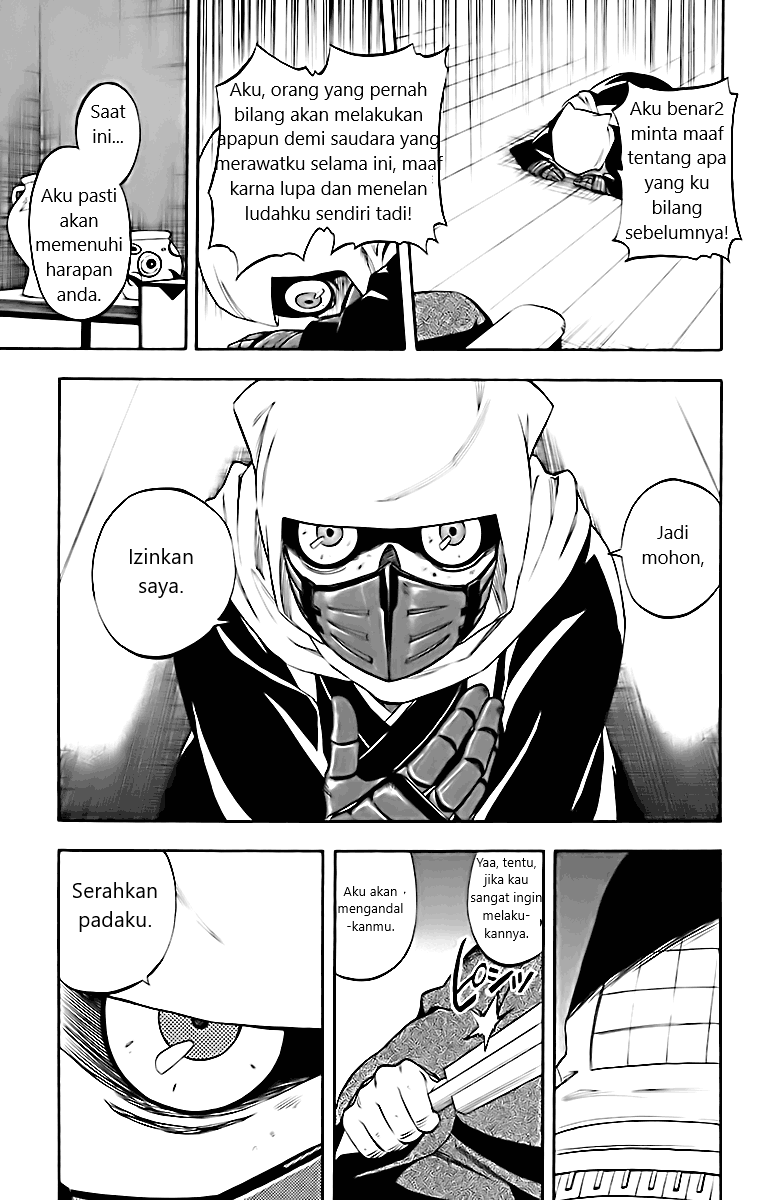 Aku benar2
minta maaf
tentang apa
yang ku
bilang
sebelumnya!
Aku, orang yang pernah
bilang akan melakukan
apapun demi saudara yang
merawatku selama ini, maaf
karna lupa dan menelan
ludahku sendiri tadi!
Saat
ini...
Aku pasti
akan
memenuhi
harapan
anda.
Jadi
mohon,
Izinkan
saya.
Yaa, tentu,
jika kau
sangat ingin
melaku-
kannya.
Aku akan
mengandal
-kanmu.
Serahkan
padaku.